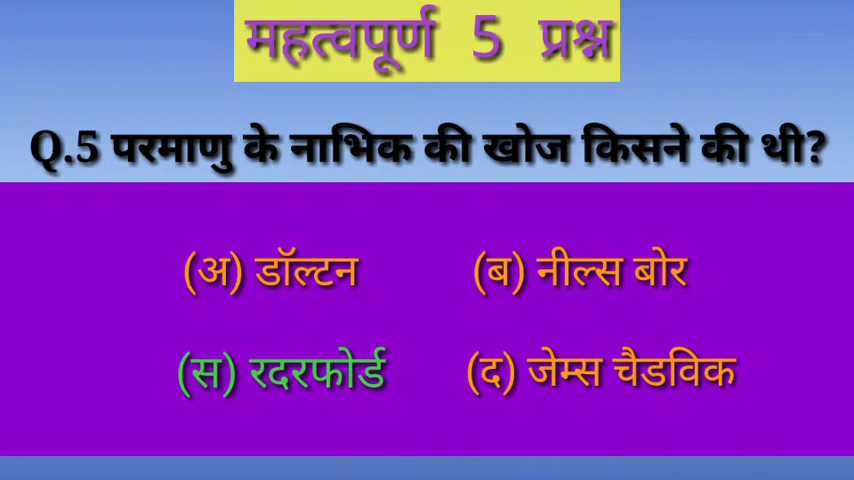 महत्वपूर्ण 5 प्रश्न
Q.5 परमाणु के नाभिक की खोज किसने की थी?
(अ) डॉल्टन (ब) नील्स बोर
(स) रदरफोर्ड (द) जेम्स चैडविक